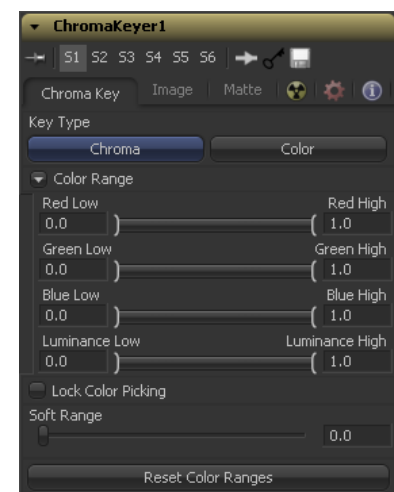 ChromaKeyer1
S1 S2 S3 S4 S5 S6
Chroma Key Image Matte
Key Type
Chroma Color
Color Range
Red Low Red High
0.0 1.0
Green Low Green High
0.0 1.0
Blue Low Blue High
0.0 1.0
Luminance Low Luminance High
0.0 1.0
Lock Color Picking
Soft Range
0.0
Reset Color Ranges